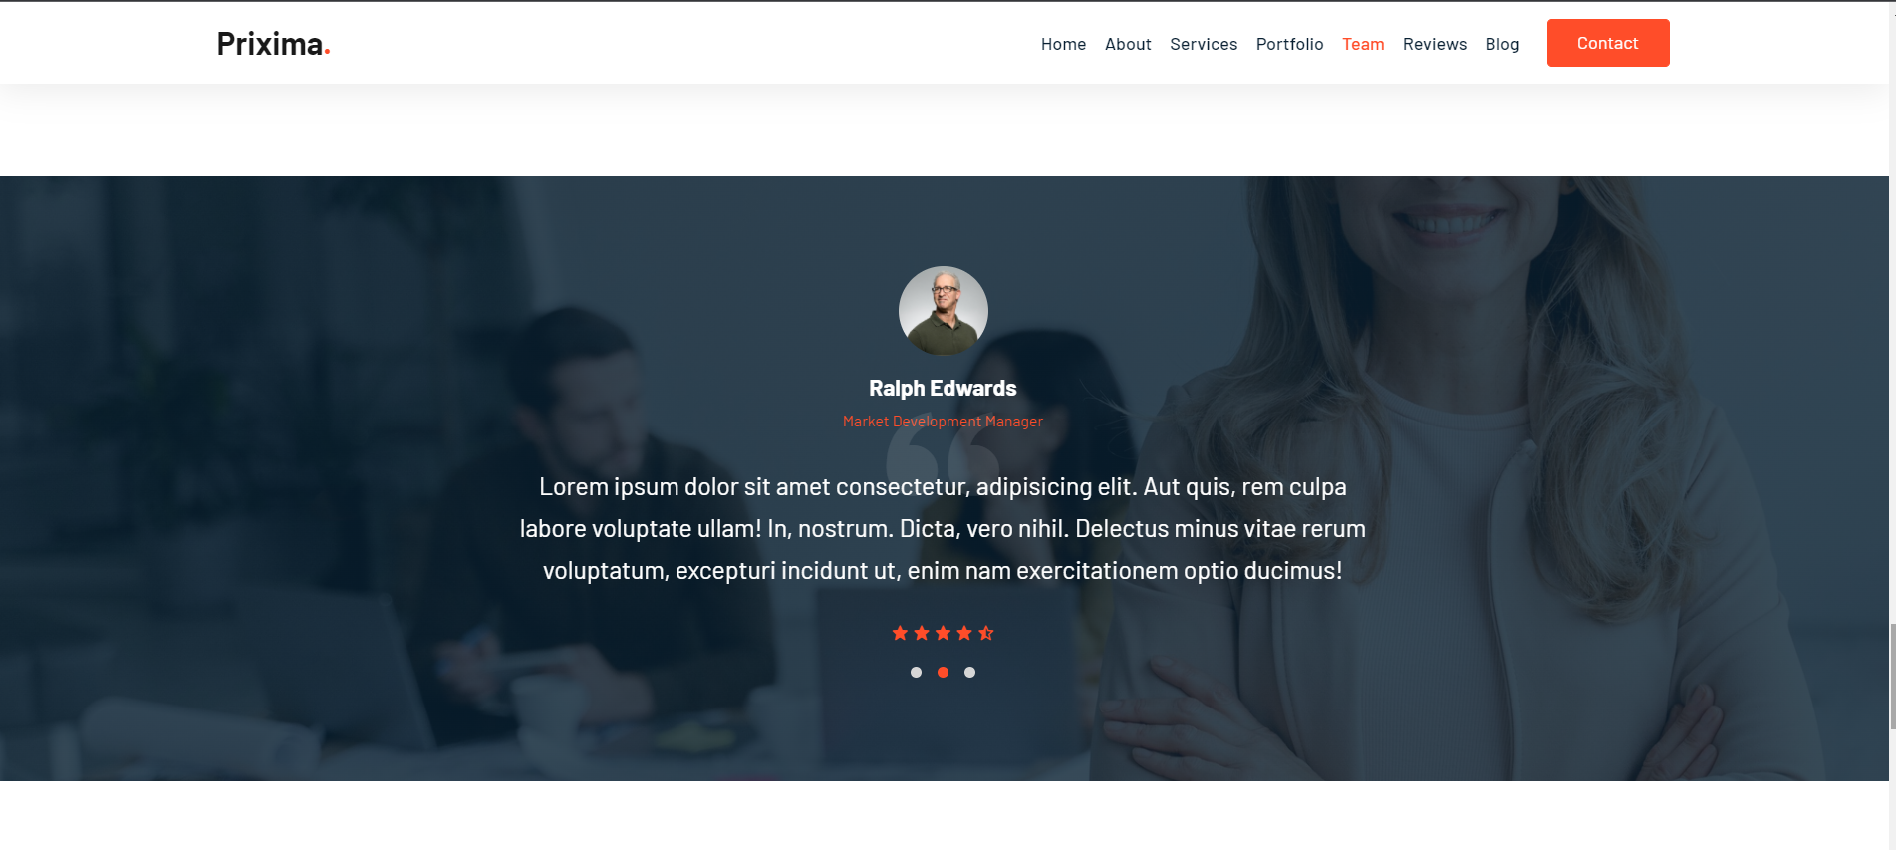 Prixima.
Home About Services Portfolio Team Reviews Blog Contact
Ralph Edwards
Market Development Manager
Lorem ipsum dolor sit amet consectetur, adipisicing elit. Aut quis, rem culpa
labore voluptate ullam! In, nostrum. Dicta, vero nihil. Delectus minus vitae rerum
voluptatum, excepturi incidunt ut, enim nam exercitationem optio ducimus!